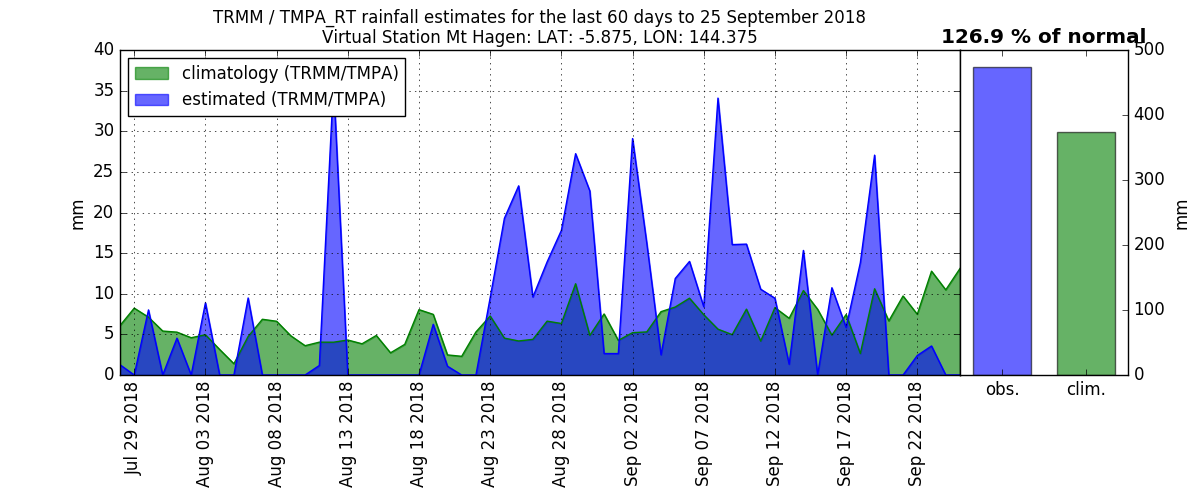 TRMM / TMPA_RT rainfall estimates for the last 60 days to 25 September 2018
Virtual Station Mt Hagen: LAT: -5.875, LON: 144.375
126.9 % of normal
climatology (TRMM/TMPA)
estimated (TRMM/TMPA)
mm
40
35
30
25
20
15
10
5
0
Jul 29 2018
Aug 03 2018
Aug 08 2018
Aug 13 2018
Aug 18 2018
Aug 23 2018
Aug 28 2018
Sep 02 2018
Sep 07 2018
Sep 12 2018
Sep 17 2018
Sep 22 2018
obs.
clim.
500
400
300
200
100
0
mm